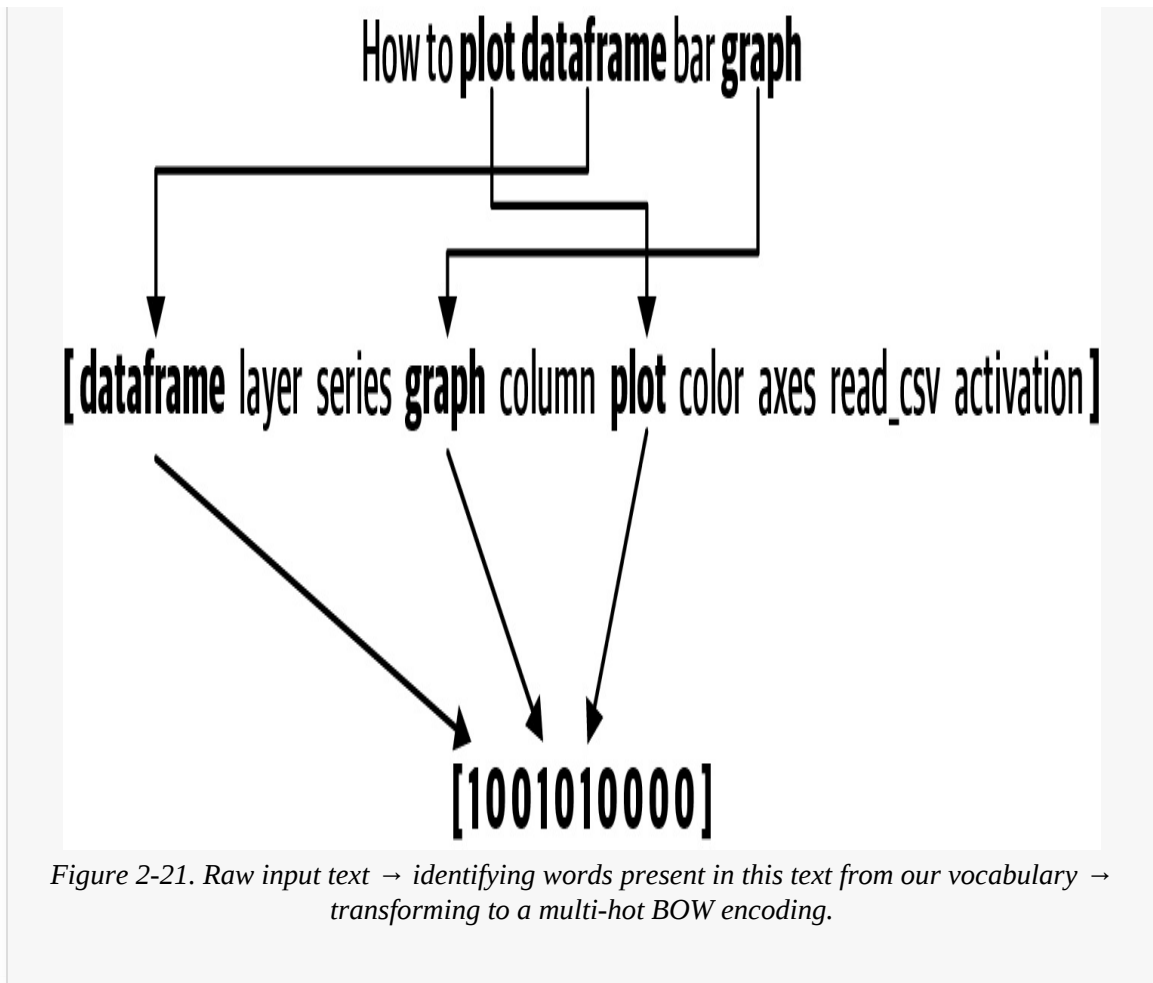 How to plot dataframe bar graph
[dataframe layer series graph column plot color axes read_csv activation]
[1001010000]
Figure 2-21. Raw input text → identifying words present in this text from our vocabulary →
transforming to a multi-hot BOW encoding.